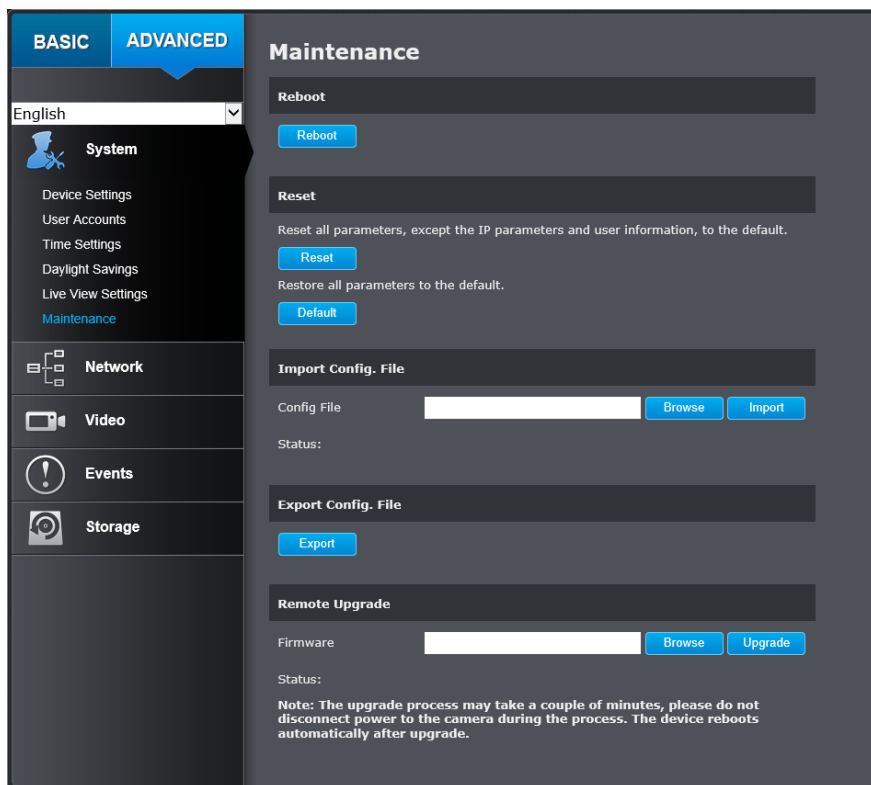 BASIC
ADVANCED
English
System
Device Settings
User Accounts
Time Settings
Daylight Savings
Live View Settings
Maintenance
Network
Video
Events
Storage
Maintenance
Reboot
Reboot
Reset
Reset all parameters, except the IP parameters and user information, to the default.
Reset
Restore all parameters to the default.
Default
Import Config. File
Config File Browse Import
Status:
Export Config. File
Export
Remote Upgrade
Firmware Browse Upgrade
Status:
Note: The upgrade process may take a couple of minutes, please do not
disconnect power to the camera during the process. The device reboots
automatically after upgrade.